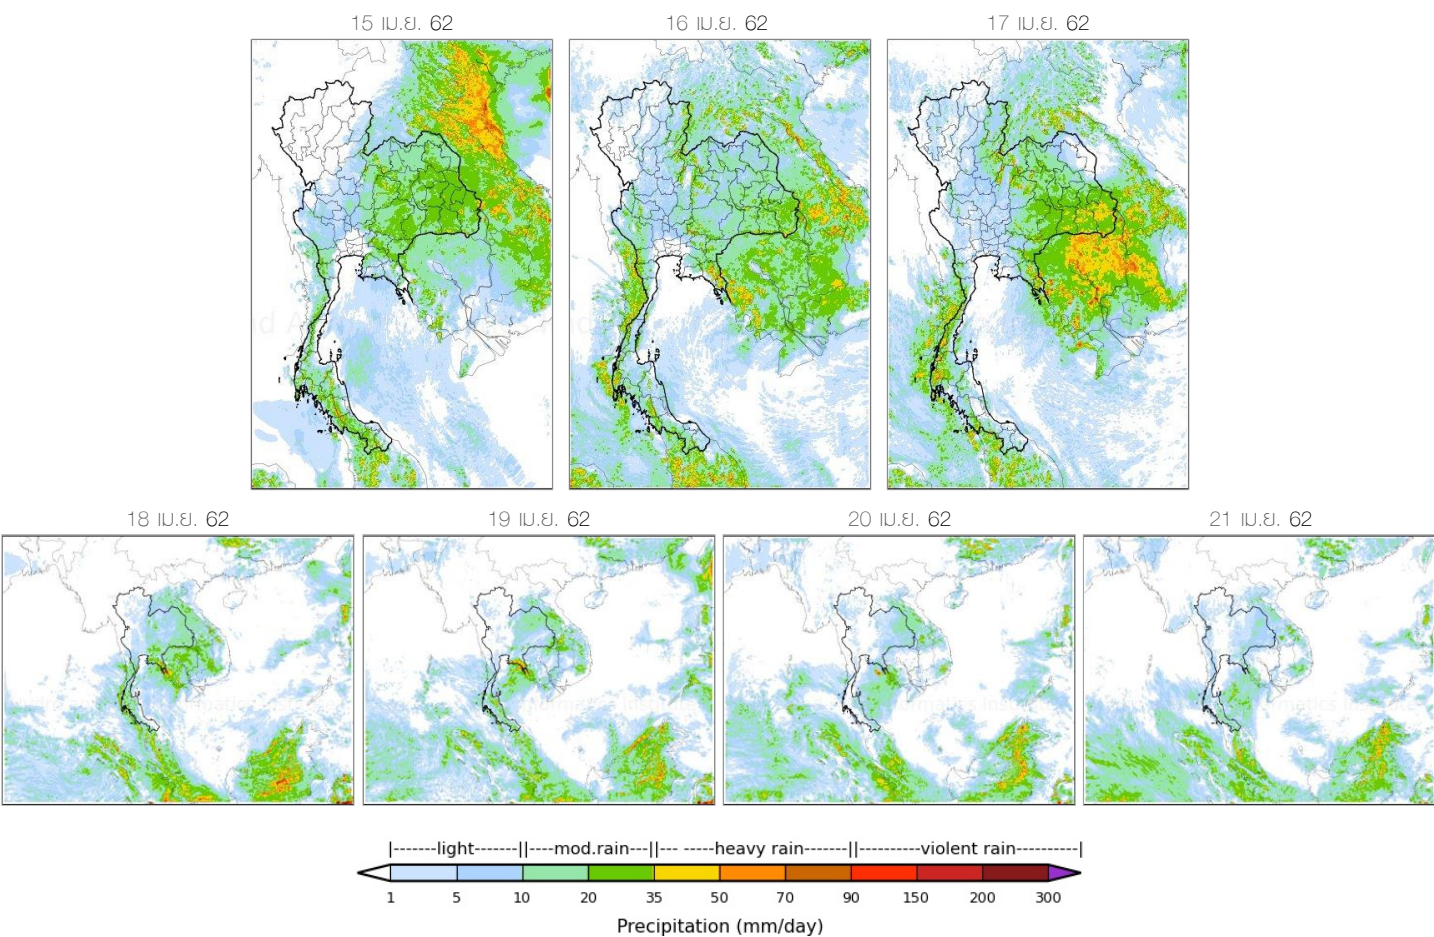 15 เม.ย. 62
16 เม.ย. 62
17 เม.ย. 62
18 เม.ย. 62
19 เม.ย. 62
20 เม.ย. 62
21 เม.ย. 62
|-------light-------||----mod.rain---||--- ----heavy rain-------||----------violent rain----------|
1 5 10 20 35 50 70 90 150 200 300
Precipitation (mm/day)